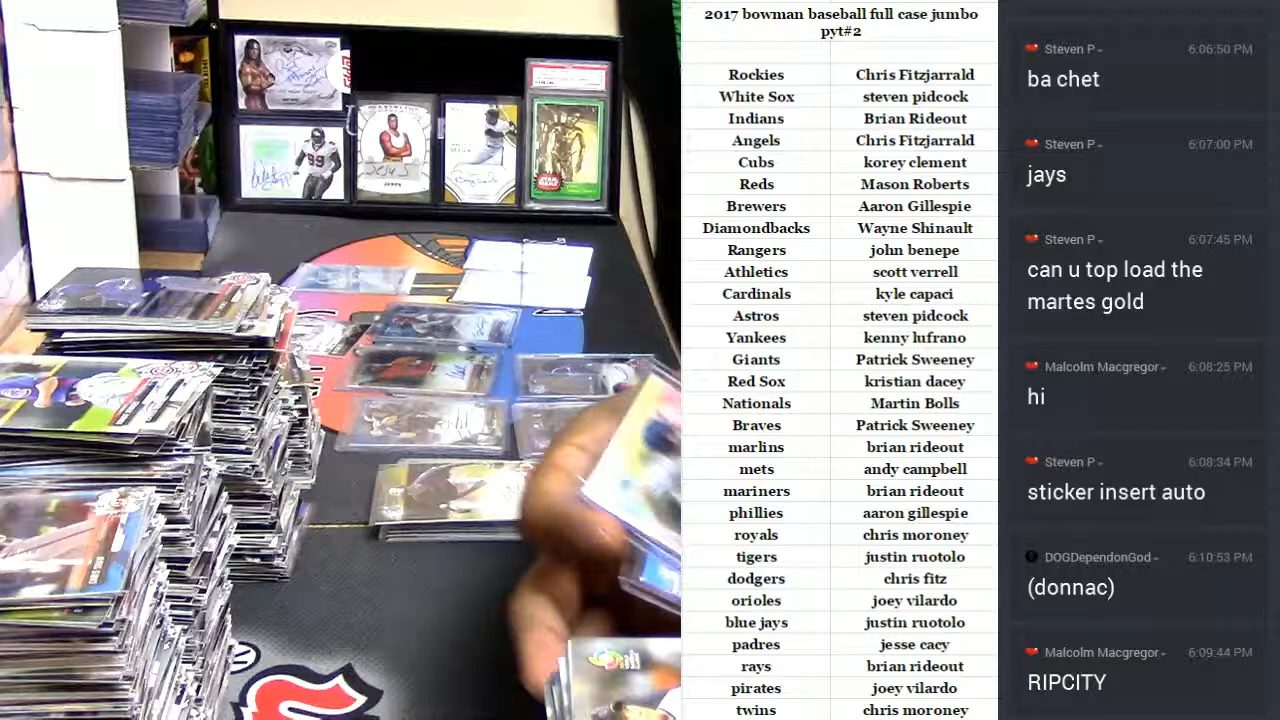 2017 bowman baseball full case jumbo
pyt#2
Rockies Chris Fitzjarrald
White Sox steven pidcock
Indians Brian Rideout
Angels Chris Fitzjarrald
Cubs korey clement
Reds Mason Roberts
Brewers Aaron Gillespie
Diamondbacks Wayne Shinault
Rangers john benepe
Athletics scott verrell
Cardinals kyle capaci
Astros steven pidcock
Yankees kenny lufrano
Giants Patrick Sweeney
Red Sox kristian dacey
Nationals Martin Bolls
Braves Patrick Sweeney
marlins brian rideout
mets andy campbell
mariners brian rideout
phillies aaron gillespie
royals chris moroney
tigers justin ruotolo
dodgers chris fitz
orioles joey vilardo
blue jays justin ruotolo
padres jesse cacy
rays brian rideout
pirates joey vilardo
twins chris moroney
Steven P 6:06:50 PM
ba chet
Steven P 6:07:00 PM
jays
Steven P 6:07:45 PM
can u top load the
martes gold
Malcolm Macgregor 6:08:25 PM
hi
Steven P 6:08:34 PM
sticker insert auto
DOGDependonGod 6:10:53 PM
(donnac)
Malcolm Macgregor 6:09:44 PM
RIPCITY
STAR
WARS
99